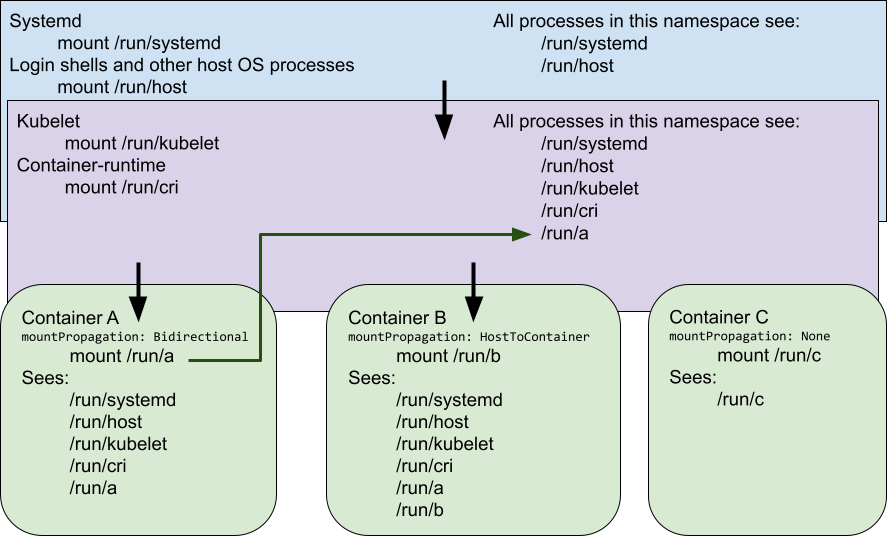 Systemd
mount /run/systemd
Login shells and other host OS processes
mount /run/host
All processes in this namespace see:
/run/systemd
/run/host
Kubelet
mount /run/kubelet
Container-runtime
mount /run/cri
All processes in this namespace see:
/run/systemd
/run/host
/run/kubelet
/run/cri
/run/a
Container A
mountPropagation: Bidirectional
mount /run/a
Sees:
/run/systemd
/run/host
/run/kubelet
/run/cri
/run/a
Container B
mountPropagation: HostToContainer
mount /run/b
Sees:
/run/systemd
/run/host
/run/kubelet
/run/cri
/run/a
/run/b
Container C
mountPropagation: None
mount /run/c
Sees:
/run/c